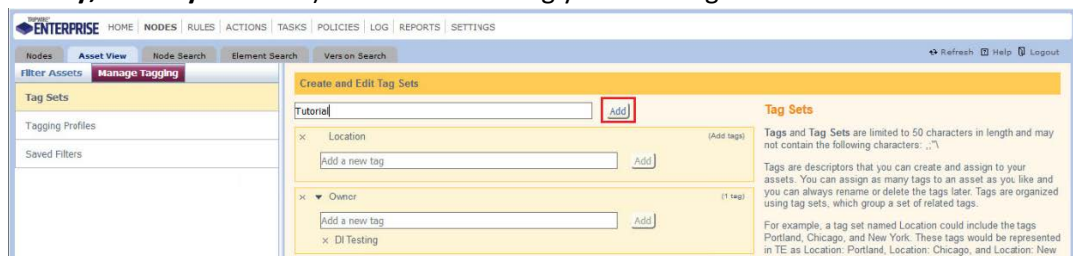 TRIPWIRE
ENTERPRISE HOME NODES RULES ACTIONS TASKS POLICIES LOG REPORTS SETTINGS
Nodes Asset View Node Search Element Search Version Search Refresh Help Logout
Filter Assets Manage Tagging
Tag Sets
Tagging Profiles
Saved Filters
Create and Edit Tag Sets
Tutorial Add
× Location (Add tags)
Add a new tag Add
× ▼ Owner (1 tag)
Add a new tag Add
× DI Testing
Tag Sets
Tags and Tag Sets are limited to 50 characters in length and may
not contain the following characters: ,:;"\
Tags are descriptors that you can create and assign to your
assets. You can assign as many tags to an asset as you like and
you can always rename or delete the tags later. Tags are organized
using tag sets, which group a set of related tags.
For example, a tag set named Location could include the tags
Portland, Chicago, and New York. These tags would be represented
in TE as Location: Portland, Location: Chicago, and Location: New